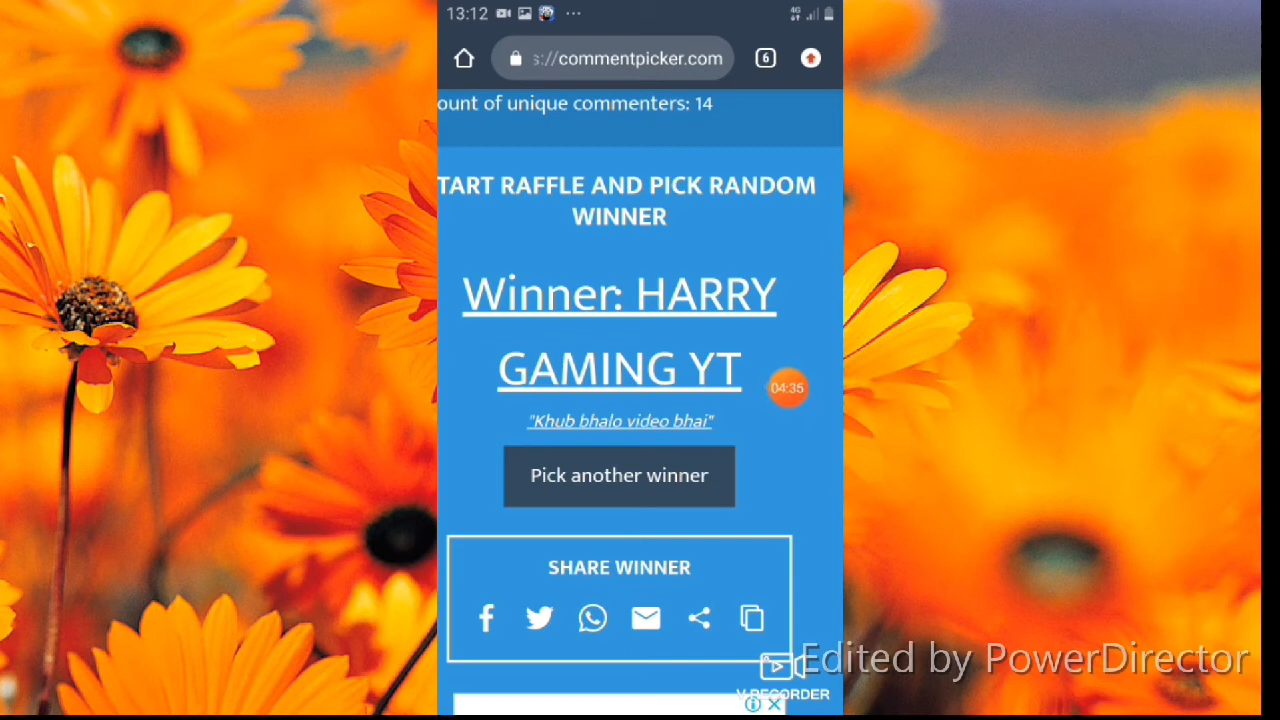 13:12
4G
s://commentpicker.com
6
ount of unique commenters: 14
TART RAFFLE AND PICK RANDOM
WINNER
Winner: HARRY
GAMING YT
04:35
"Khub bhalo video bhai"
Pick another winner
SHARE WINNER
Edited by PowerDirector
V RECORDER